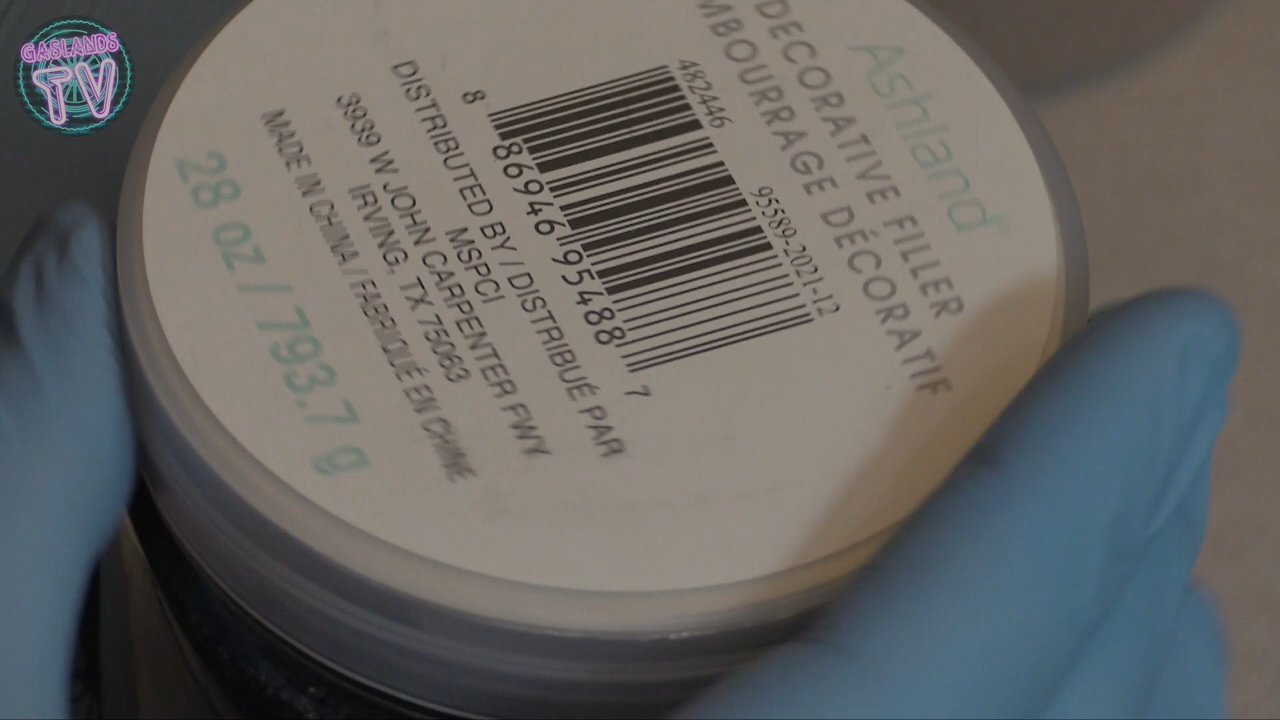 GASLANDS
TV
Ashland
DECORATIVE FILLER
MBOURRAGE DÉCORATIF
482446
95589-2021-12
8 86946 95488 7
DISTRIBUTED BY / DISTRIBUÉ PAR
MSPCI
3939 W JOHN CARPENTER FWY
IRVING, TX 75063
MADE IN CHINA / FABRIQUÉ EN CHINE
28 oz / 793.7 g